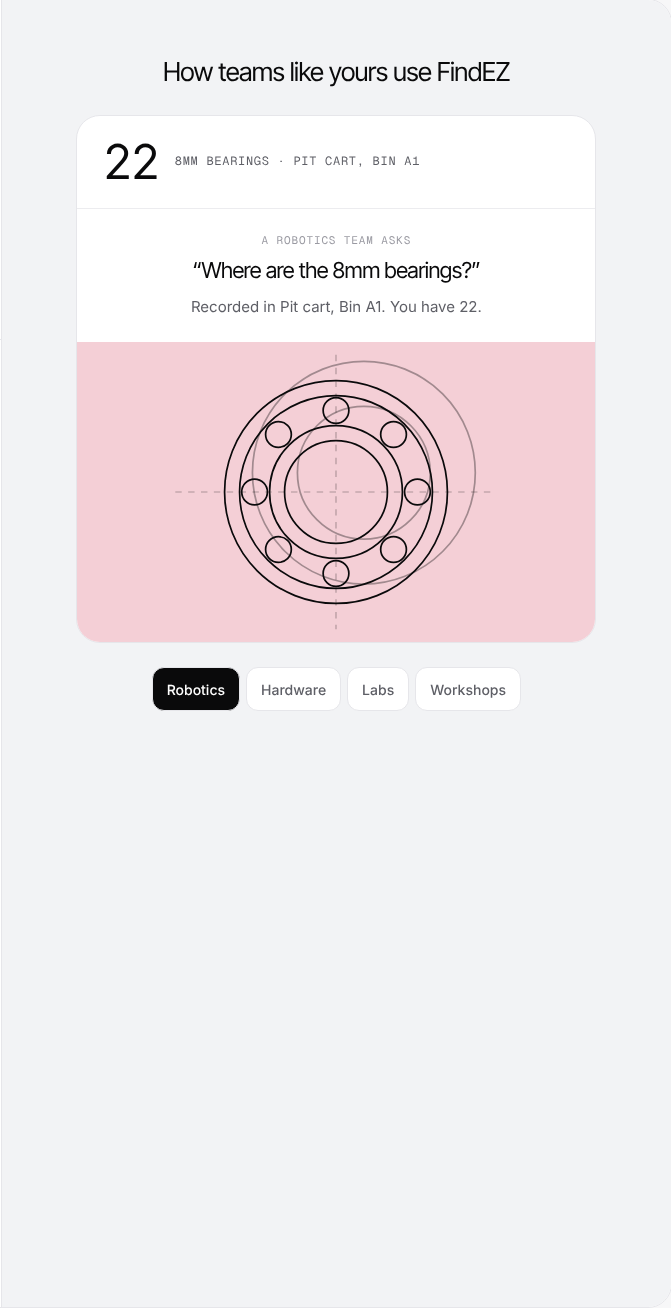 How teams like yours use FindEZ
22 8MM BEARINGS · PIT CART, BIN A1
A ROBOTICS TEAM ASKS
“Where are the 8mm bearings?”
Recorded in Pit cart, Bin A1. You have 22.
Robotics Hardware Labs Workshops